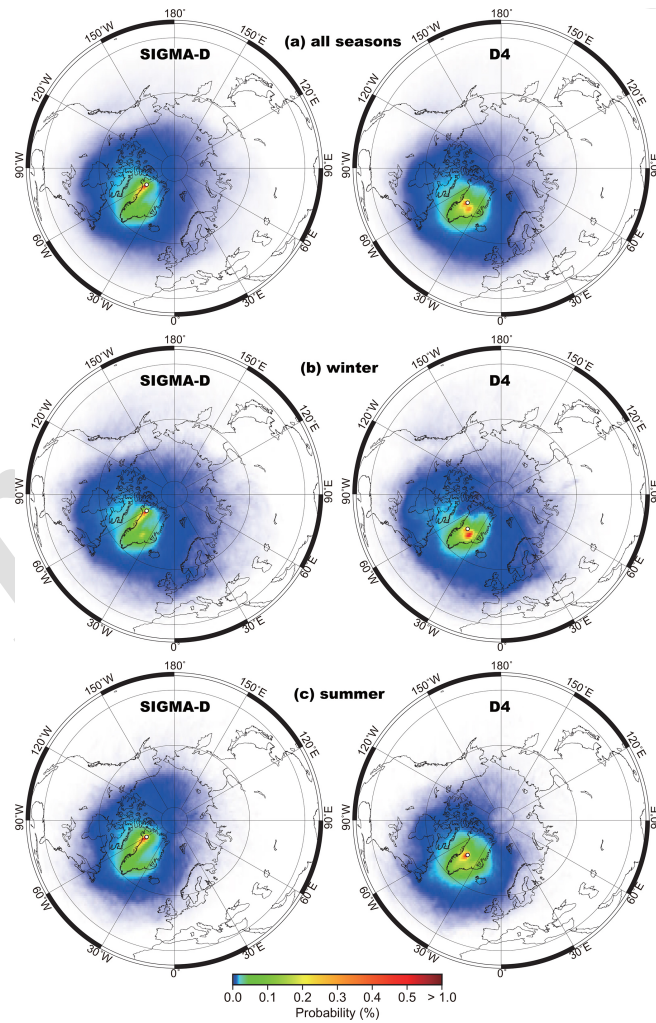 (a) all seasons
SIGMA-D
D4
180˚
150˚W
150˚E
120˚W
120˚E
90˚W
90˚E
60˚W
60˚E
30˚W
30˚E
0˚
180˚
150˚W
150˚E
120˚W
120˚E
90˚W
90˚E
60˚W
60˚E
30˚W
30˚E
0˚
(b) winter
SIGMA-D
D4
180˚
150˚W
150˚E
120˚W
120˚E
90˚W
90˚E
60˚W
60˚E
30˚W
30˚E
0˚
180˚
150˚W
150˚E
120˚W
120˚E
90˚W
90˚E
60˚W
60˚E
30˚W
30˚E
0˚
(c) summer
SIGMA-D
D4
180˚
150˚W
150˚E
120˚W
120˚E
90˚W
90˚E
60˚W
60˚E
30˚W
30˚E
0˚
180˚
150˚W
150˚E
120˚W
120˚E
90˚W
90˚E
60˚W
60˚E
30˚W
30˚E
0˚
0.0 0.1 0.2 0.3 0.4 0.5 > 1.0
Probability (%)